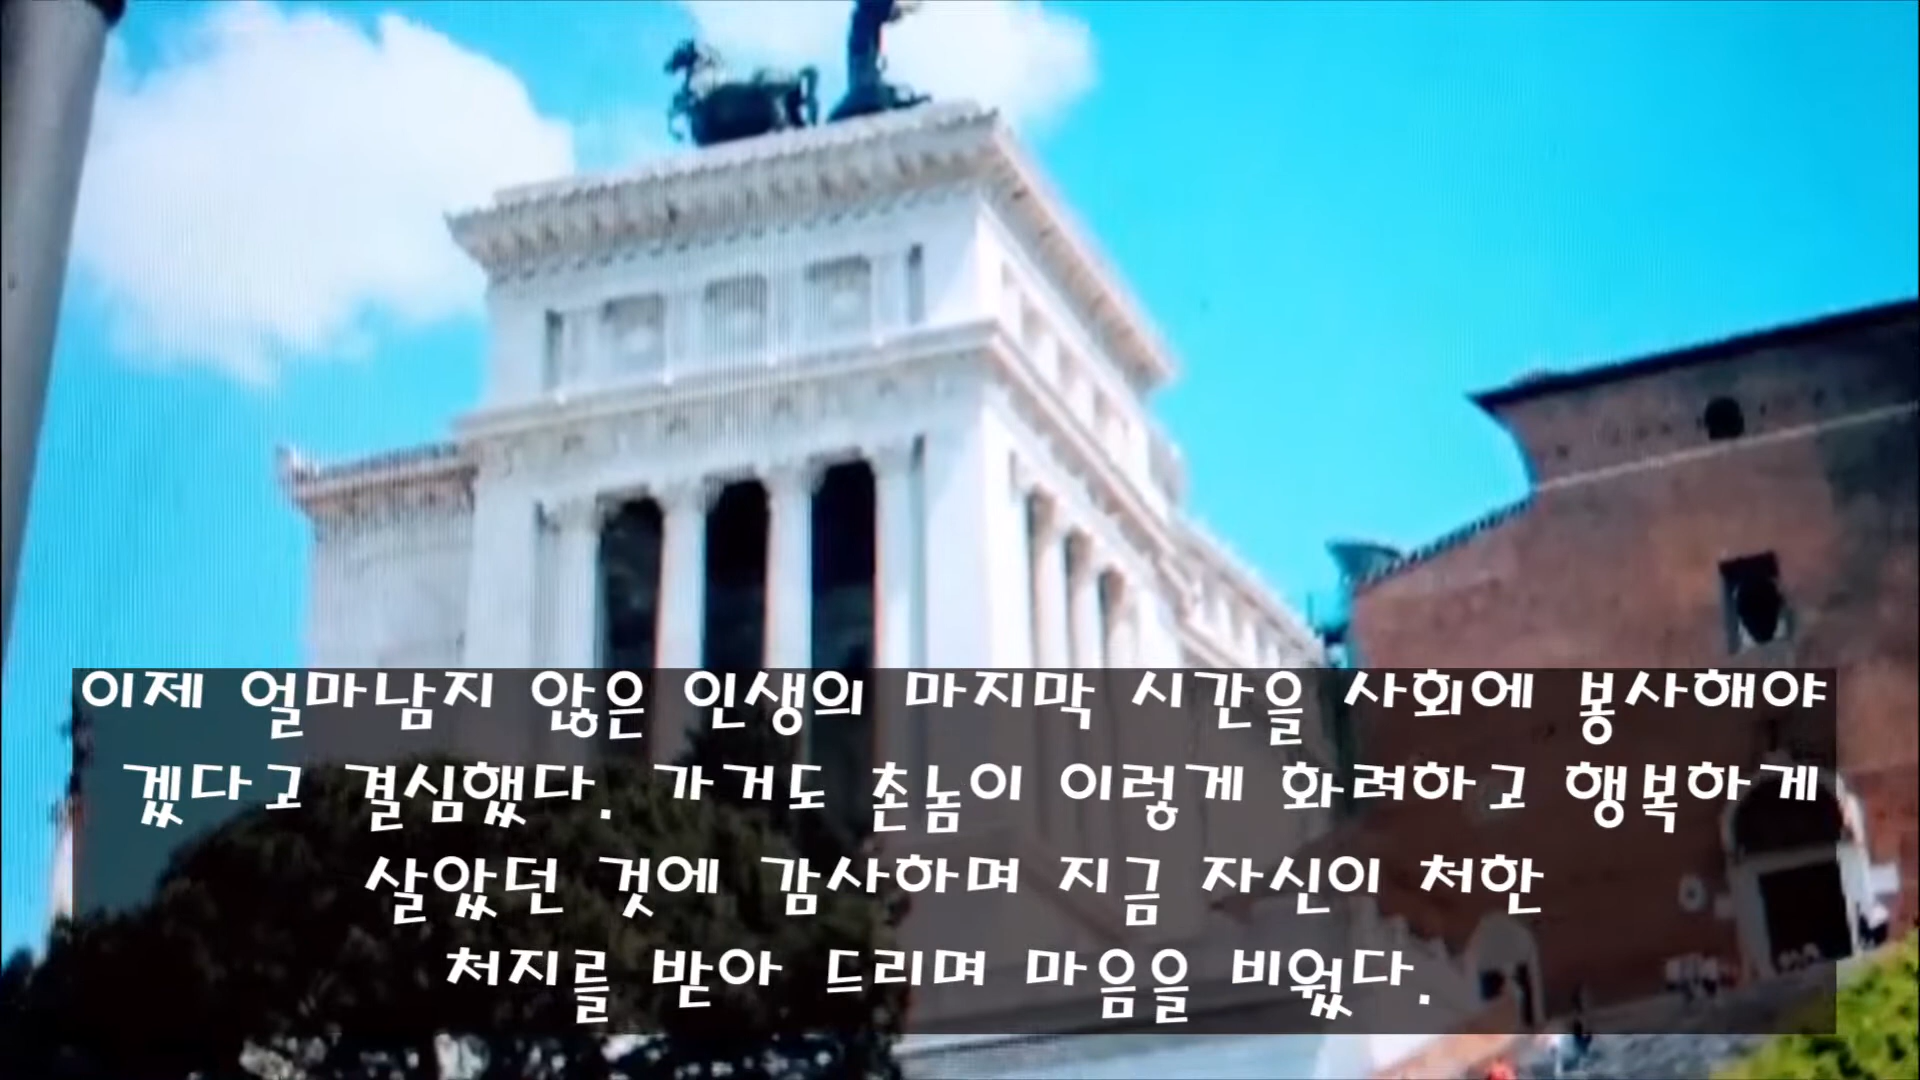 이제 얼마남지 않은 인생의 마지막 시간을 사회에 봉사해야
겠다고 결심했다. 가거도 촌놈이 이렇게 화려하고 행복하게
살았던 것에 감사하며 지금 자신이 처한
처지를 받아 드리며 마음을 비웠다.